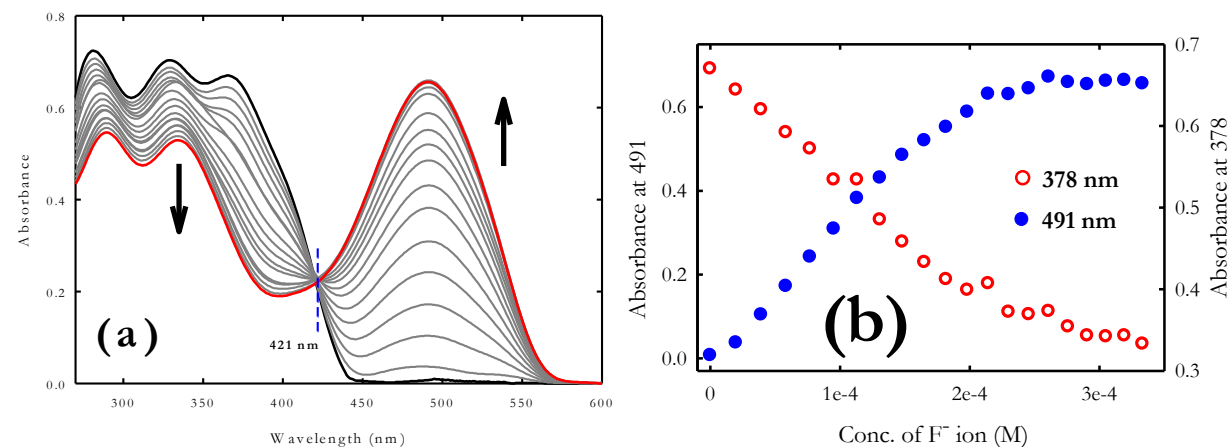 0.8
0.6
0.4
0.2
0.0
Absorbance
300 350 400 450 500 550 600
Wavelength (nm)
(a)
421 nm
0.6
0.4
0.2
0.0
Absorbance at 491
0.7
0.6
0.5
0.4
0.3
Absorbance at 378
378 nm
491 nm
(b)
0 1e-4 2e-4 3e-4
Conc. of F⁻ ion (M)